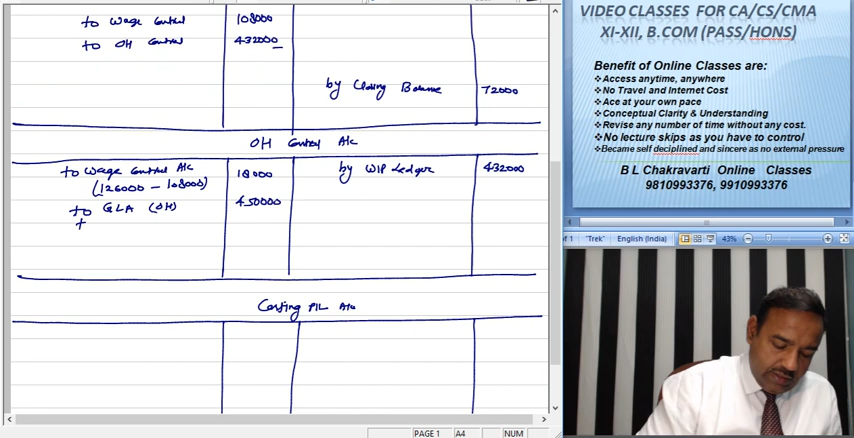 to Wage Control 108000
to OH Control 432000
by Closing Balance 72000
OH Control A/c
to Wage Control A/c 18000 by WIP Ledger 432000
(126000 - 108000)
to GLA (OH) 450000
t
Costing P/L A/c
PAGE 1 A4 NUM
VIDEO CLASSES FOR CA/CS/CMA
XI-XII, B.COM (PASS/HONS)
Benefit of Online Classes are:
❖Access anytime, anywhere
❖No Travel and Internet Cost
❖Ace at your own pace
❖Conceptual Clarity & Understanding
❖Revise any number of time without any cost.
❖No lecture skips as you have to control
❖Became self deciplined and sincere as no external pressure
B L Chakravarti Online Classes
9810993376, 9910993376
of 1 "Trek" English (India) 43%